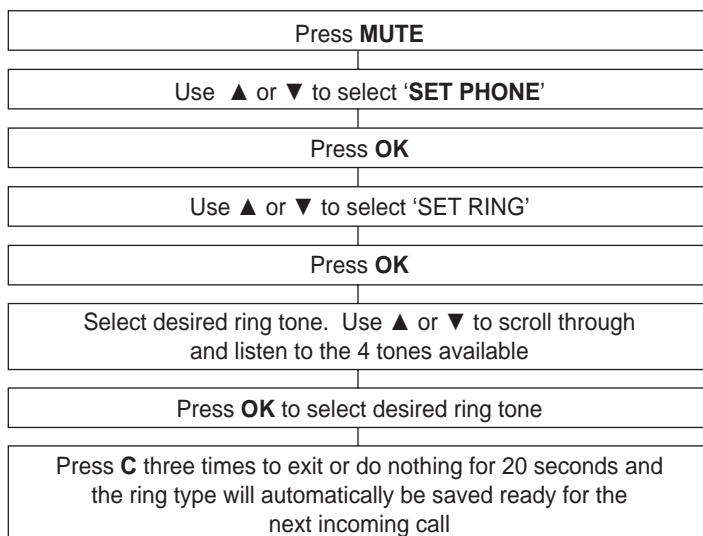 Press MUTE
Use ▲ or ▼ to select ‘SET PHONE’
Press OK
Use ▲ or ▼ to select ‘SET RING’
Press OK
Select desired ring tone. Use ▲ or ▼ to scroll through
and listen to the 4 tones available
Press OK to select desired ring tone
Press C three times to exit or do nothing for 20 seconds and
the ring type will automatically be saved ready for the
next incoming call